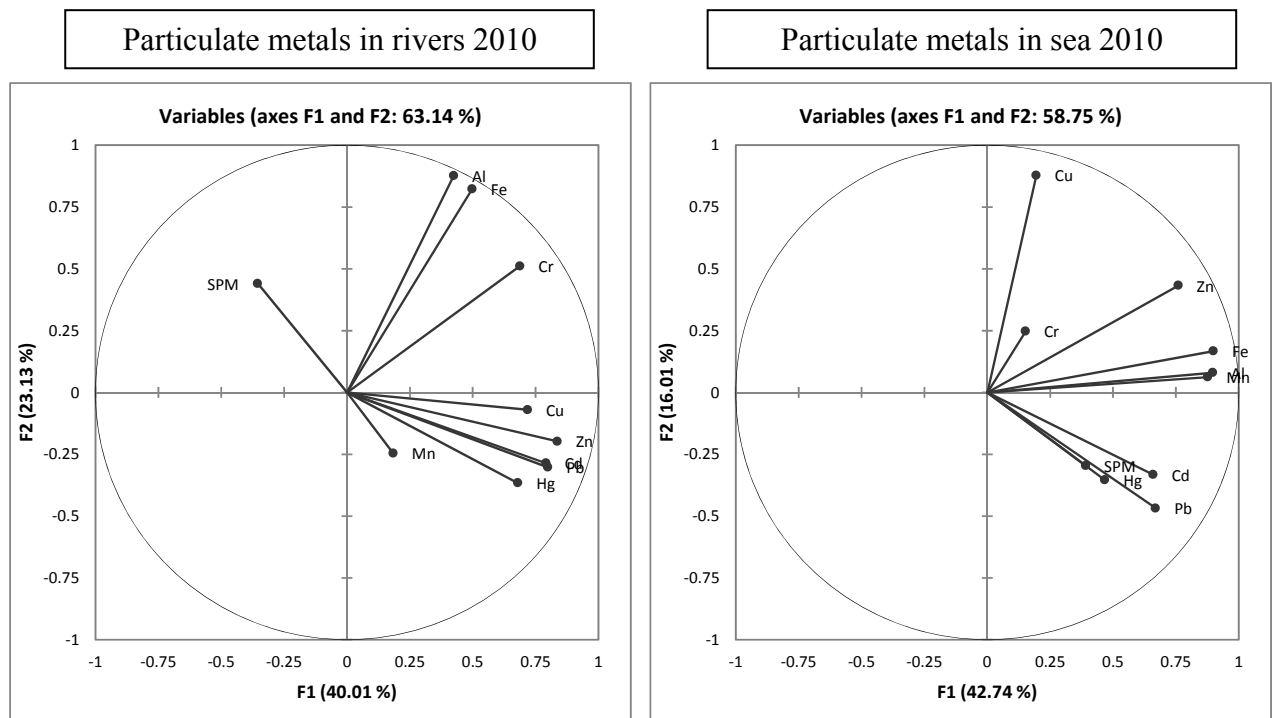 Particulate metals in rivers 2010
Variables (axes F1 and F2: 63.14 %)
1
0.75
0.5
0.25
0
-0.25
-0.5
-0.75
-1
F2 (23.13 %)
Al
Fe
Cr
SPM
Cu
Zn
Cd
Pb
Mn
Hg
-1 -0.75 -0.5 -0.25 0 0.25 0.5 0.75 1
F1 (40.01 %)
Particulate metals in sea 2010
Variables (axes F1 and F2: 58.75 %)
1
0.75
0.5
0.25
0
-0.25
-0.5
-0.75
-1
F2 (16.01 %)
Cu
Zn
Cr
Fe
Al
Mn
SPM
Hg
Cd
Pb
-1 -0.75 -0.5 -0.25 0 0.25 0.5 0.75 1
F1 (42.74 %)